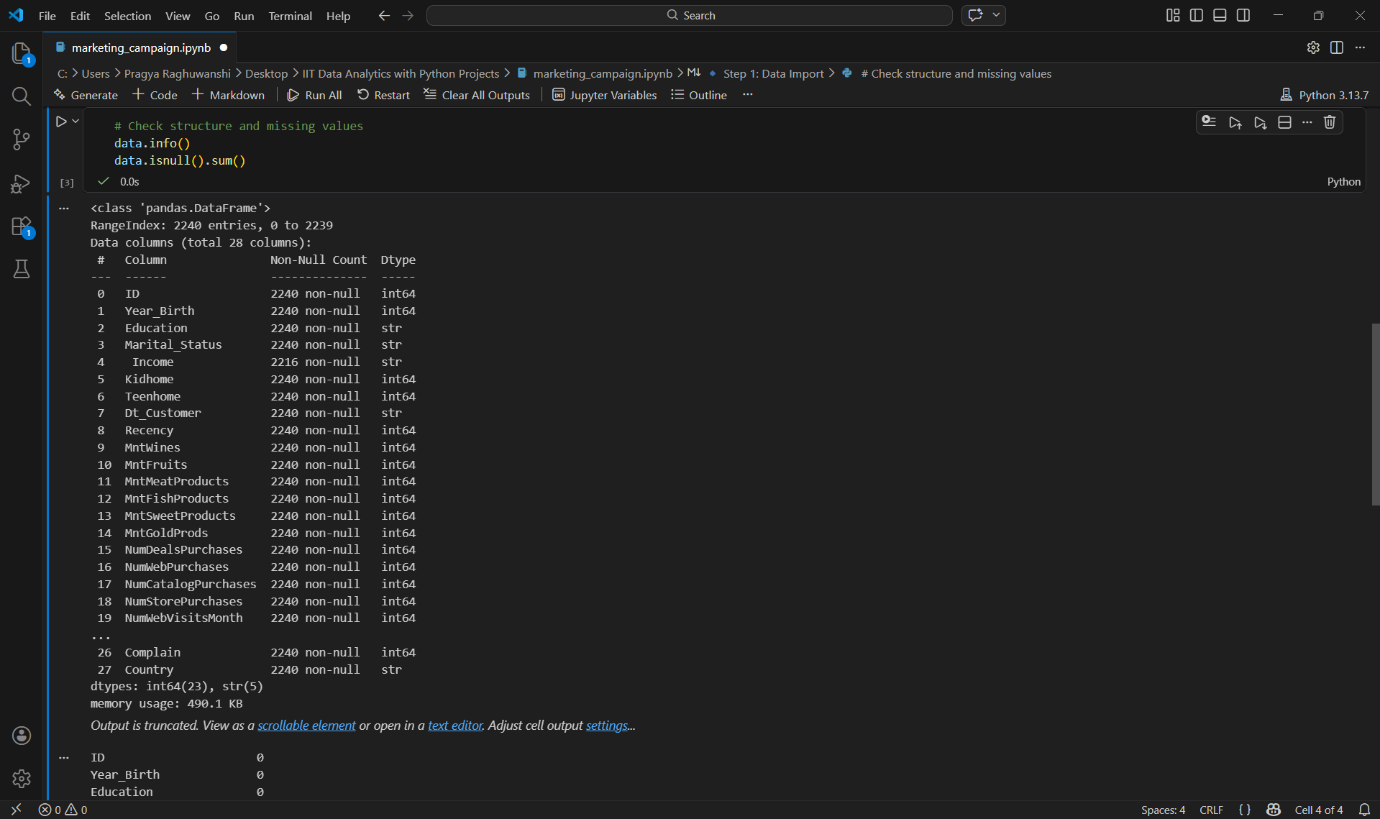 File Edit Selection View Go Run Terminal Help Search
marketing_campaign.ipynb
C: > Users > Pragya Raghuwanshi > Desktop > IIT Data Analytics with Python Projects > marketing_campaign.ipynb > M↓ Step 1: Data Import > # Check structure and missing values
Generate + Code + Markdown Run All Restart Clear All Outputs Jupyter Variables Outline ... Python 3.13.7
# Check structure and missing values
data.info()
data.isnull().sum()
[3] 0.0s Python
<class 'pandas.DataFrame'>
RangeIndex: 2240 entries, 0 to 2239
Data columns (total 28 columns):
 #   Column               Non-Null Count  Dtype
---  ------               --------------  -----
 0   ID                   2240 non-null   int64
 1   Year_Birth           2240 non-null   int64
 2   Education            2240 non-null   str
 3   Marital_Status       2240 non-null   str
 4    Income              2216 non-null   str
 5   Kidhome              2240 non-null   int64
 6   Teenhome             2240 non-null   int64
 7   Dt_Customer          2240 non-null   str
 8   Recency              2240 non-null   int64
 9   MntWines             2240 non-null   int64
 10  MntFruits            2240 non-null   int64
 11  MntMeatProducts      2240 non-null   int64
 12  MntFishProducts      2240 non-null   int64
 13  MntSweetProducts     2240 non-null   int64
 14  MntGoldProds         2240 non-null   int64
 15  NumDealsPurchases    2240 non-null   int64
 16  NumWebPurchases      2240 non-null   int64
 17  NumCatalogPurchases  2240 non-null   int64
 18  NumStorePurchases    2240 non-null   int64
 19  NumWebVisitsMonth    2240 non-null   int64
...
 26  Complain             2240 non-null   int64
 27  Country              2240 non-null   str
dtypes: int64(23), str(5)
memory usage: 490.1 KB
Output is truncated. View as a scrollable element or open in a text editor. Adjust cell output settings...
ID                      0
Year_Birth              0
Education               0
0 0 Spaces: 4 CRLF { } Cell 4 of 4
1
1